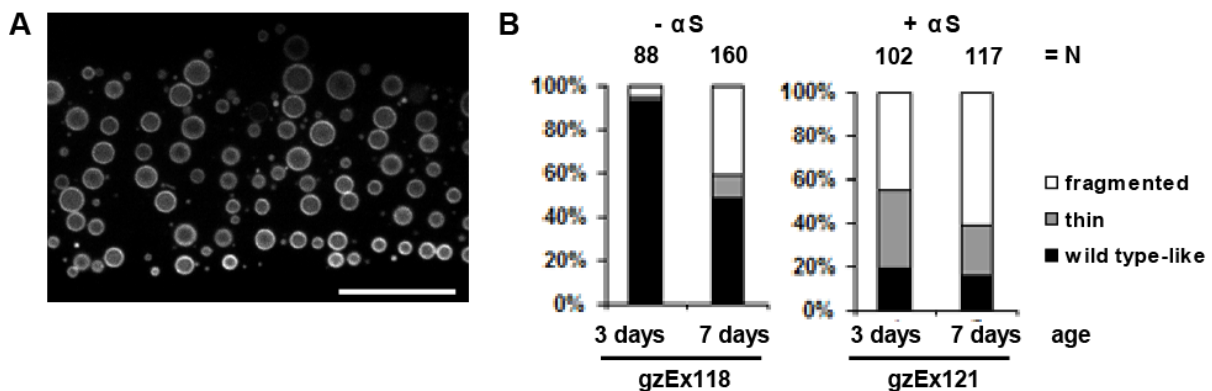 A
B
- αS
+ αS
88 160
102 117
= N
100%
80%
60%
40%
20%
0%
100%
80%
60%
40%
20%
0%
fragmented
thin
wild type-like
3 days 7 days
3 days 7 days
age
gzEx118
gzEx121